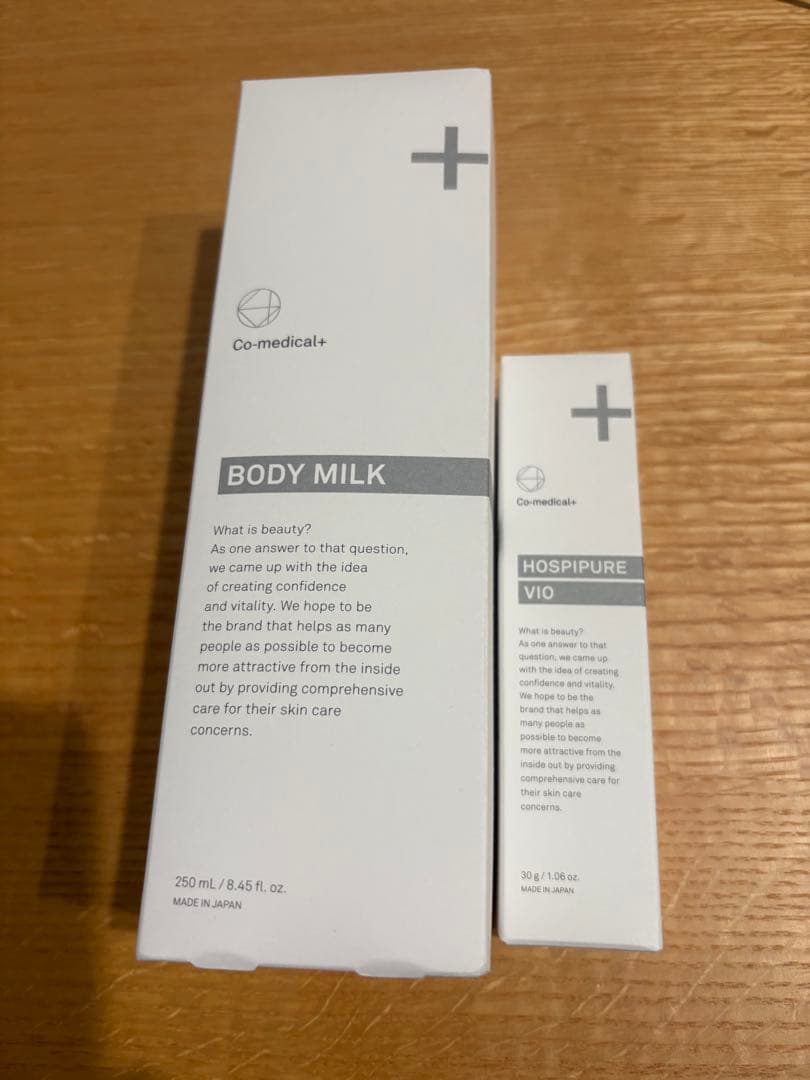 Co-medical+
BODY MILK
What is beauty?
As one answer to that question,
we came up with the idea
of creating confidence
and vitality. We hope to be
the brand that helps as many
people as possible to become
more attractive from the inside
out by providing comprehensive
care for their skin care
concerns.
250 mL / 8.45 fl. oz.
MADE IN JAPAN
Co-medical+
HOSPIPURE
VIO
What is beauty?
As one answer to that
question, we came up
with the idea of creating
confidence and vitality.
We hope to be the
brand that helps as
many people as
possible to become
more attractive from the
inside out by providing
comprehensive care for
their skin care
concerns.
30 g / 1.06 oz.
MADE IN JAPAN